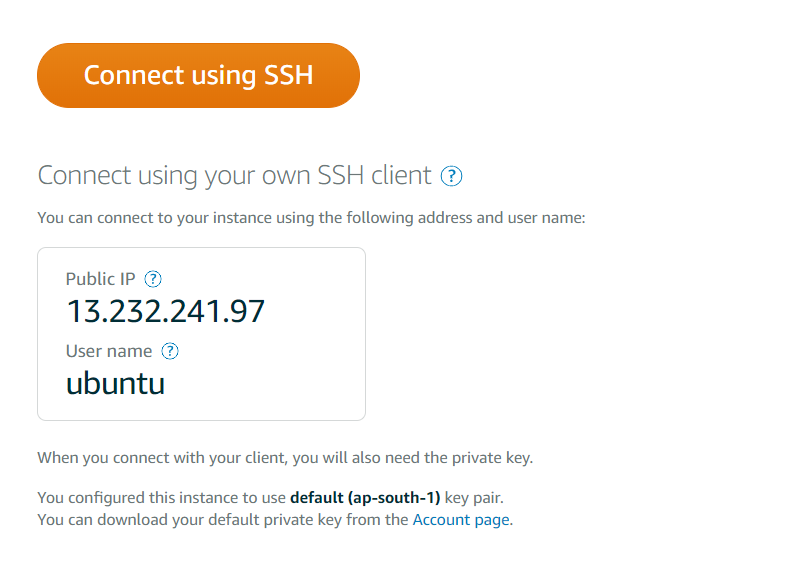 Connect using SSH
Connect using your own SSH client ?
You can connect to your instance using the following address and user name:
Public IP ?
13.232.241.97
User name ?
ubuntu
When you connect with your client, you will also need the private key.
You configured this instance to use default (ap-south-1) key pair.
You can download your default private key from the Account page.